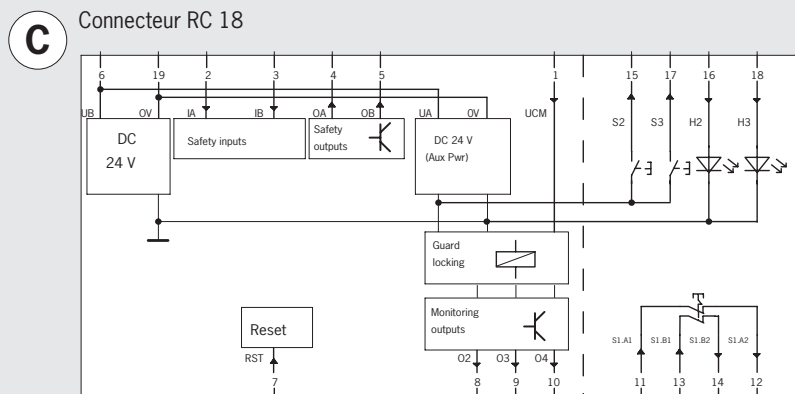 C
Connecteur RC 18
6 19 2 3 4 5 1 15 17 16 18
UB OV IA IB OA OB UA OV UCM S2 S3 H2 H3
DC
24 V
Safety inputs
Safety
outputs
DC 24 V
(Aux Pwr)
Guard
locking
Monitoring
outputs
Reset
RST O2 O3 O4
S1.A1 S1.B1 S1.B2 S1.A2
7 8 9 10 11 13 14 12